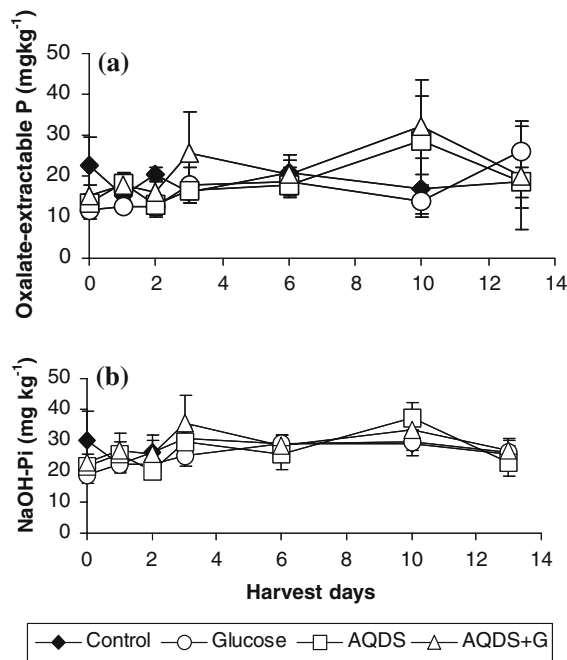 (a)
Oxalate-extractable P (mgkg⁻¹)
50
40
30
20
10
0
0 2 4 6 8 10 12 14
(b)
NaOH-Pi (mg kg⁻¹)
50
40
30
20
10
0
0 2 4 6 8 10 12 14
Harvest days
Control Glucose AQDS AQDS+G